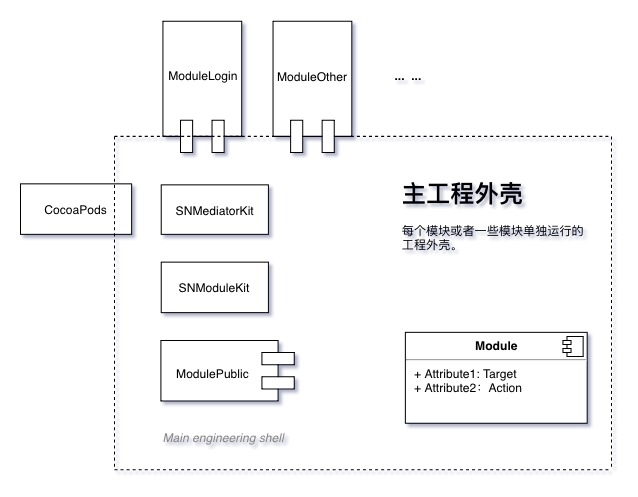 ModuleLogin
ModuleOther
... ...
主工程外壳
CocoaPods
SNMediatorKit
每个模块或者一些模块单独运行的
工程外壳。
SNModuleKit
Module
ModulePublic
+ Attribute1: Target
+ Attribute2： Action
Main engineering shell